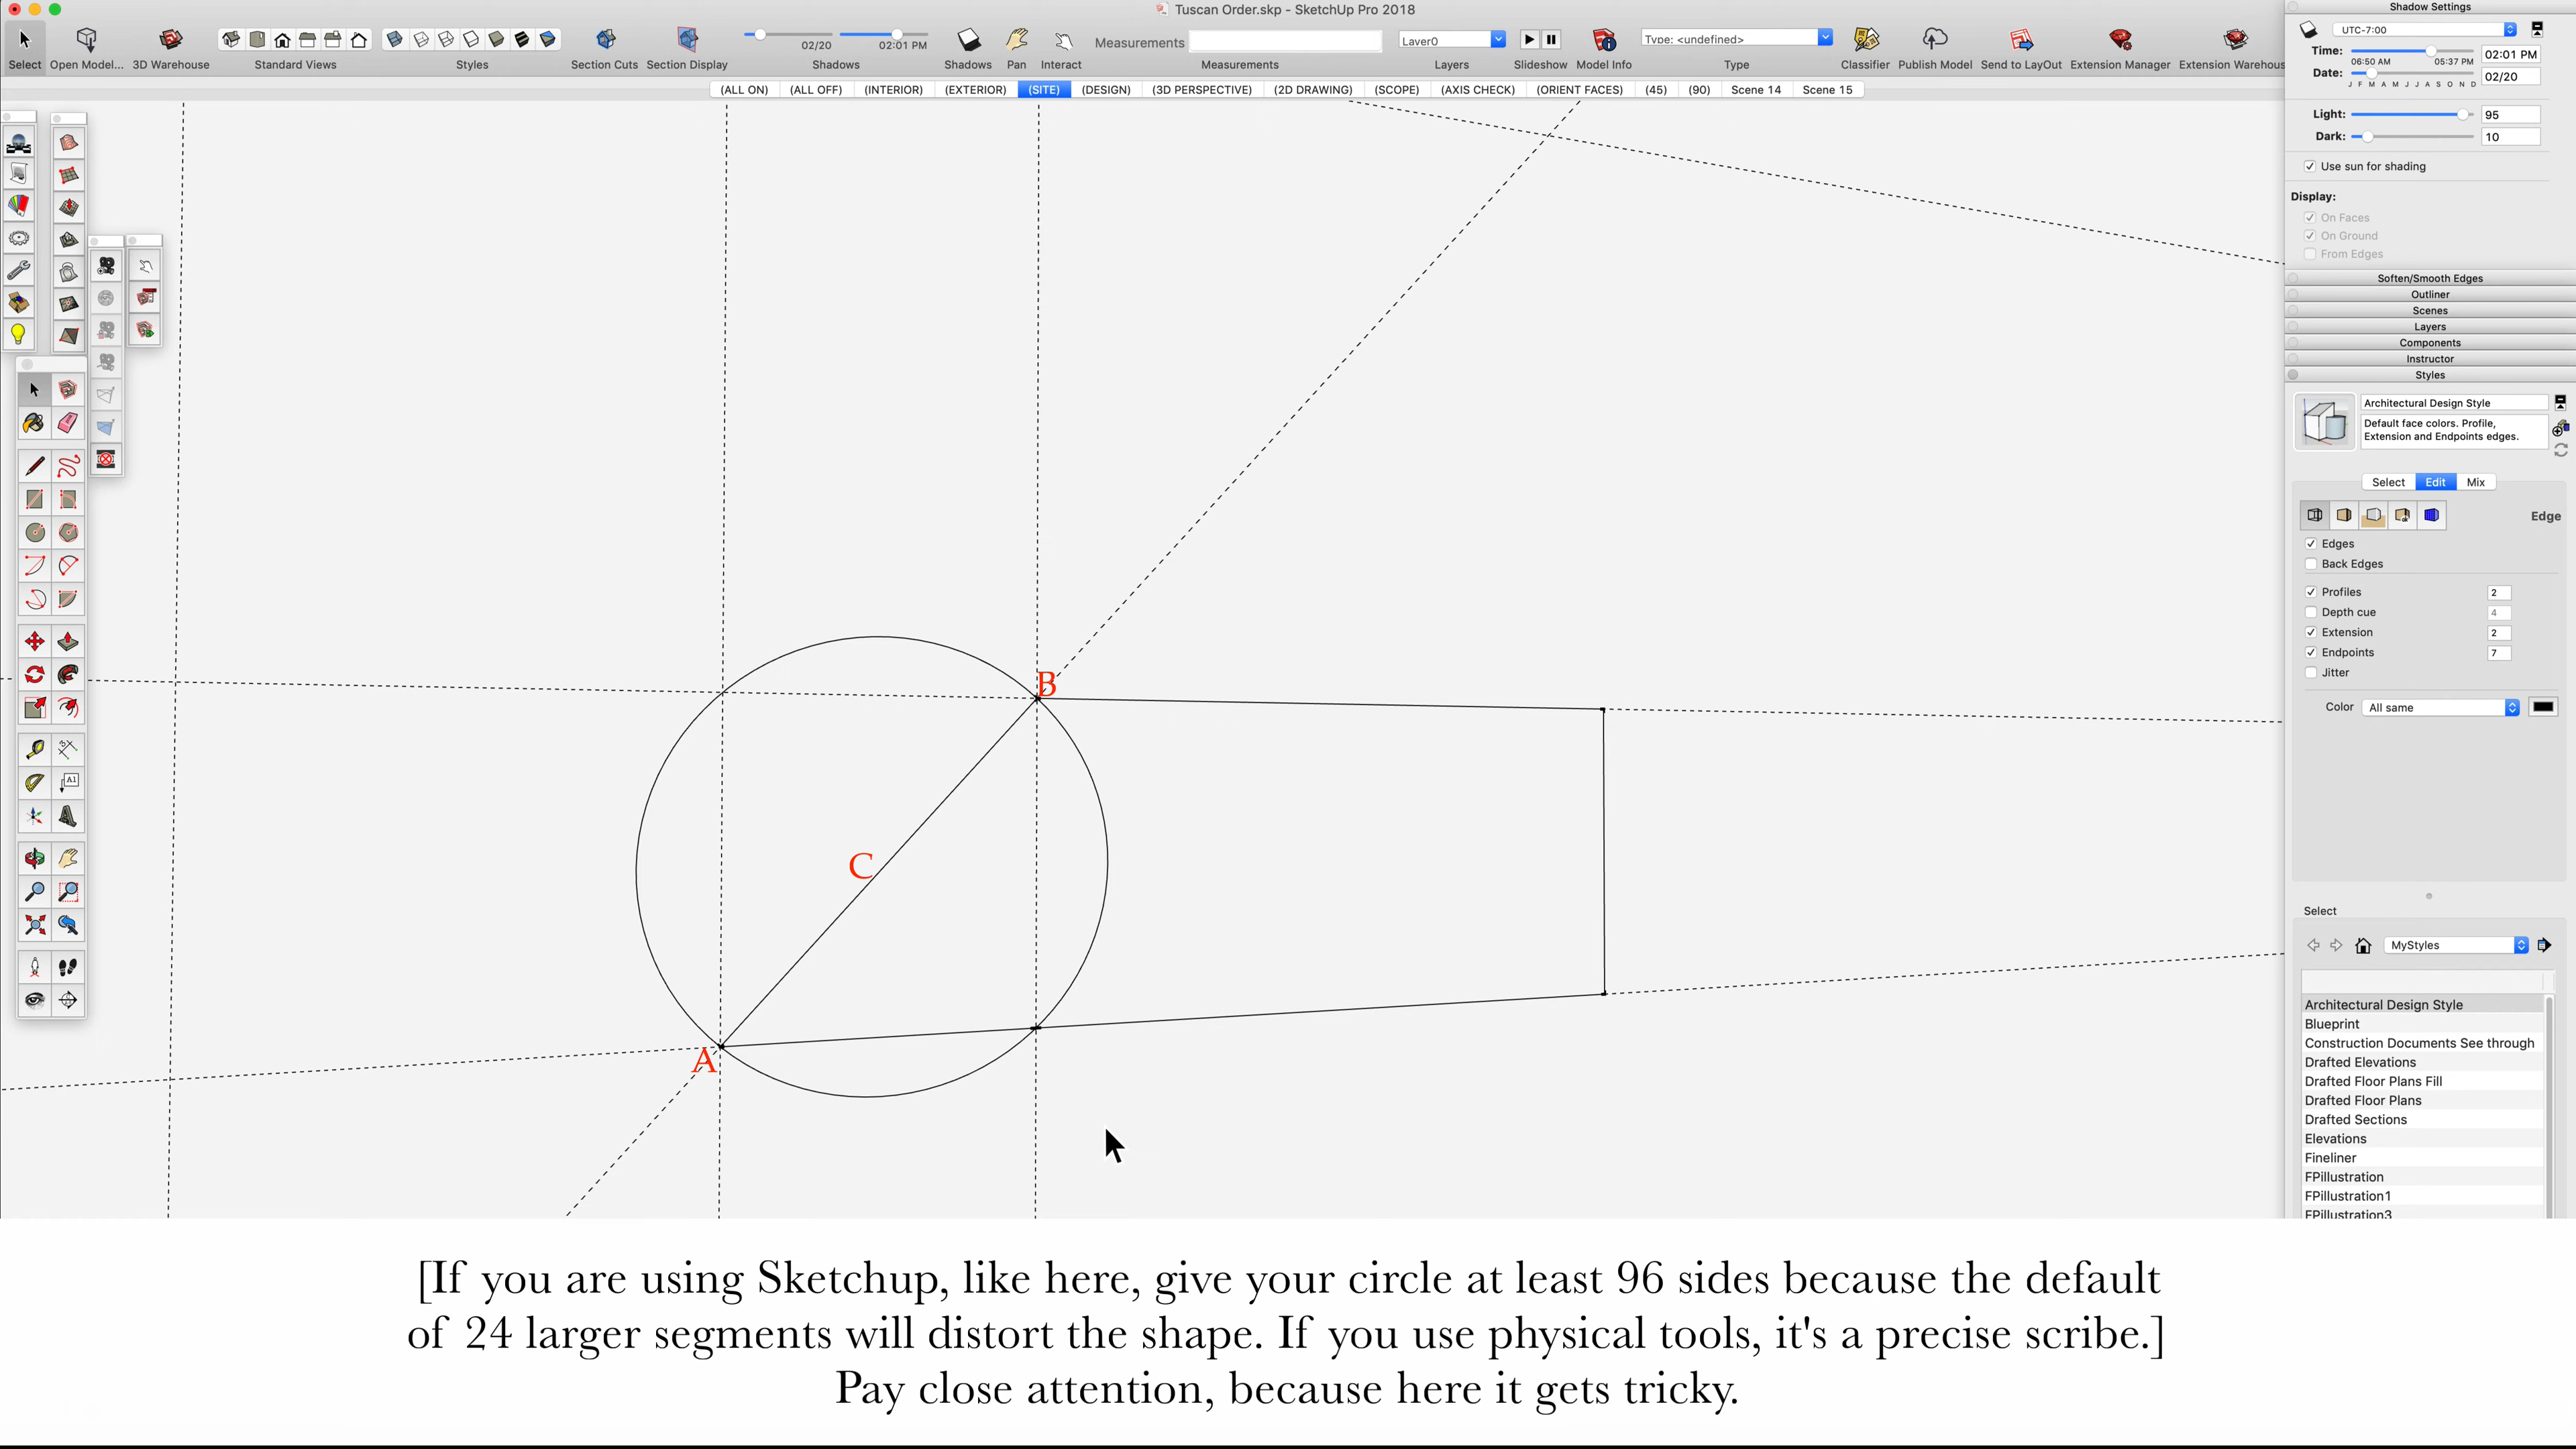 Tuscan Order.skp - SketchUp Pro 2018
Select
Open Model...
3D Warehouse
Standard Views
Styles
Section Cuts
Section Display
02/20
02:01 PM
Shadows
Shadows
Pan
Interact
Measurements
Measurements
Layer0
Layers
Slideshow
Model Info
Type: <undefined>
Type
Classifier
Publish Model
Send to LayOut
Extension Manager
Extension Warehous
(ALL ON)
(ALL OFF)
(INTERIOR)
(EXTERIOR)
(SITE)
(DESIGN)
(3D PERSPECTIVE)
(2D DRAWING)
(SCOPE)
(AXIS CHECK)
(ORIENT FACES)
(45)
(90)
Scene 14
Scene 15
B
C
A
Shadow Settings
UTC-7:00
Time:
02:01 PM
06:50 AM
05:37 PM
Date:
02/20
J F M A M J J A S O N D
Light:
95
Dark:
10
Use sun for shading
Display:
On Faces
On Ground
From Edges
Soften/Smooth Edges
Outliner
Scenes
Layers
Components
Instructor
Styles
Architectural Design Style
Default face colors. Profile,
Extension and Endpoints edges.
Select
Edit
Mix
Edge
Edges
Back Edges
Profiles
2
Depth cue
4
Extension
2
Endpoints
7
Jitter
Color
All same
Select
MyStyles
Architectural Design Style
Blueprint
Construction Documents See through
Drafted Elevations
Drafted Floor Plans Fill
Drafted Floor Plans
Drafted Sections
Elevations
Fineliner
FPillustration
FPillustration1
FPillustration3
[If you are using Sketchup, like here, give your circle at least 96 sides because the default
of 24 larger segments will distort the shape. If you use physical tools, it's a precise scribe.]
Pay close attention, because here it gets tricky.